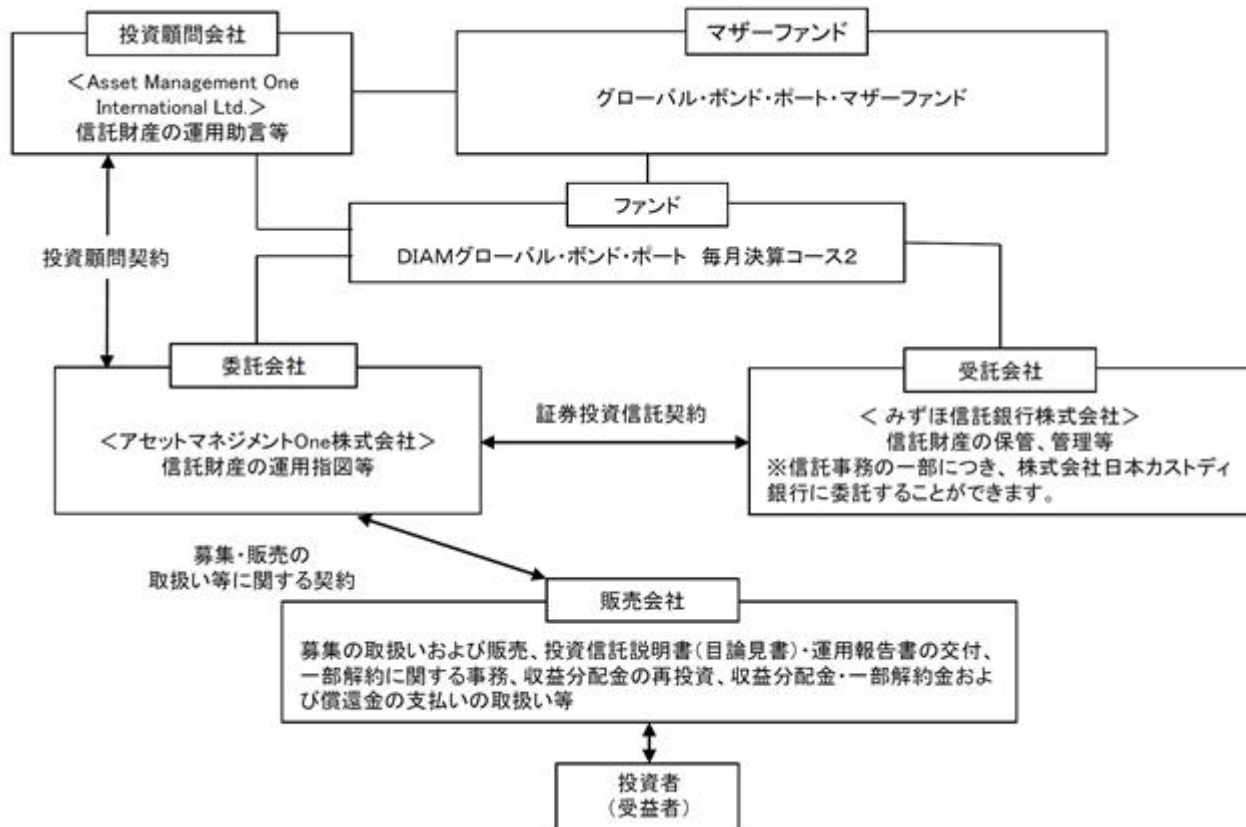 投資顧問会社
＜Asset Management One
International Ltd.＞
信託財産の運用助言等
マザーファンド
グローバル・ボンド・ポート・マザーファンド
ファンド
DIAMグローバル・ボンド・ポート 毎月決算コース2
投資顧問契約
委託会社
＜アセットマネジメントOne株式会社＞
信託財産の運用指図等
証券投資信託契約
受託会社
＜ みずほ信託銀行株式会社＞
信託財産の保管、管理等
※信託事務の一部につき、株式会社日本カストディ
銀行に委託することができます。
募集・販売の
取扱い等に関する契約
販売会社
募集の取扱いおよび販売、投資信託説明書(目論見書)・運用報告書の交付、
一部解約に関する事務、収益分配金の再投資、収益分配金・一部解約金およ
び償還金の支払いの取扱い等
投資者
(受益者)